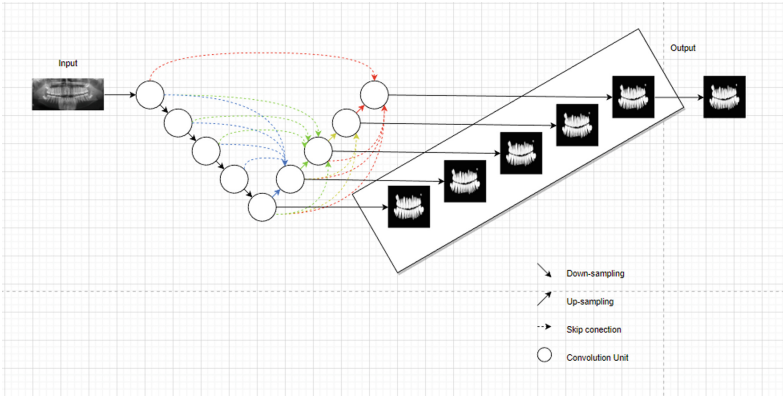 Input
Output
Down-sampling
Up-sampling
Skip conection
Convolution Unit